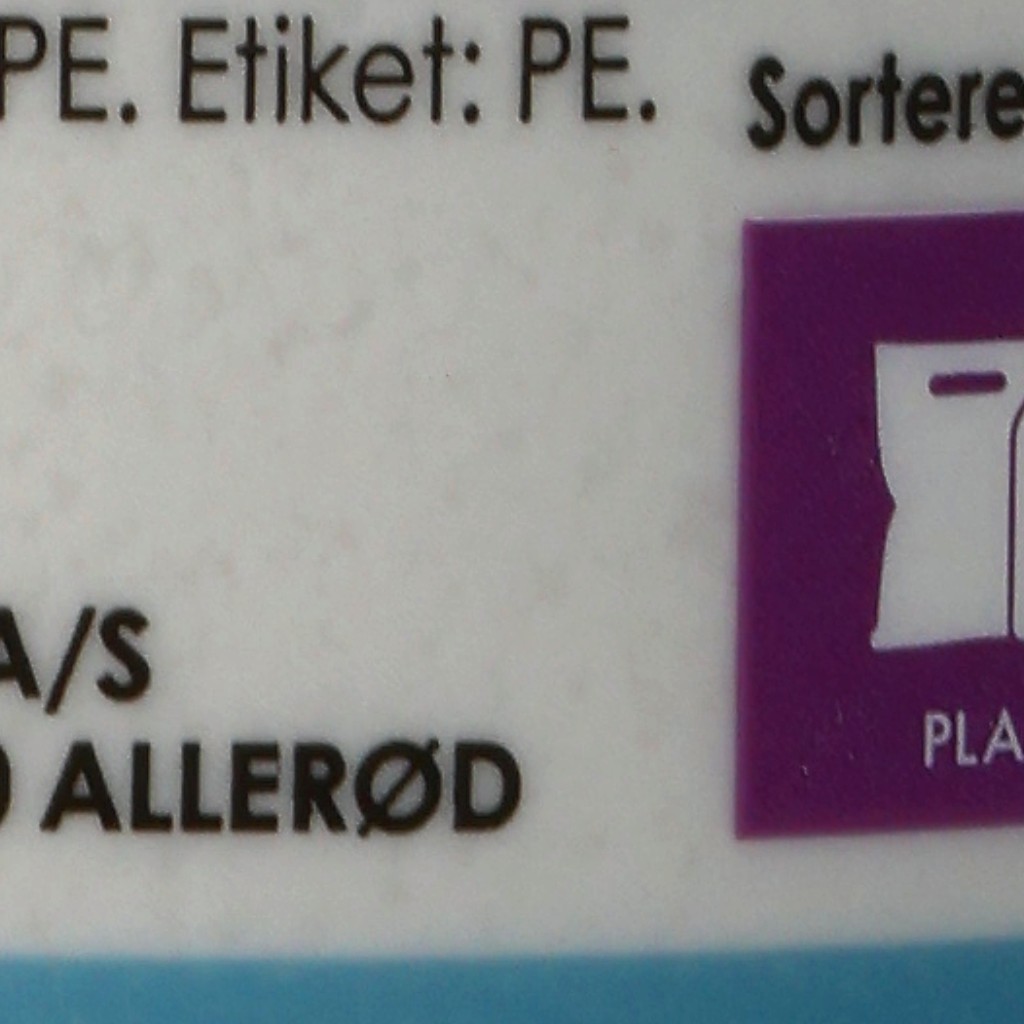 PE. Etiket: PE.
Sortere
A/S
ALLERØD
PLA